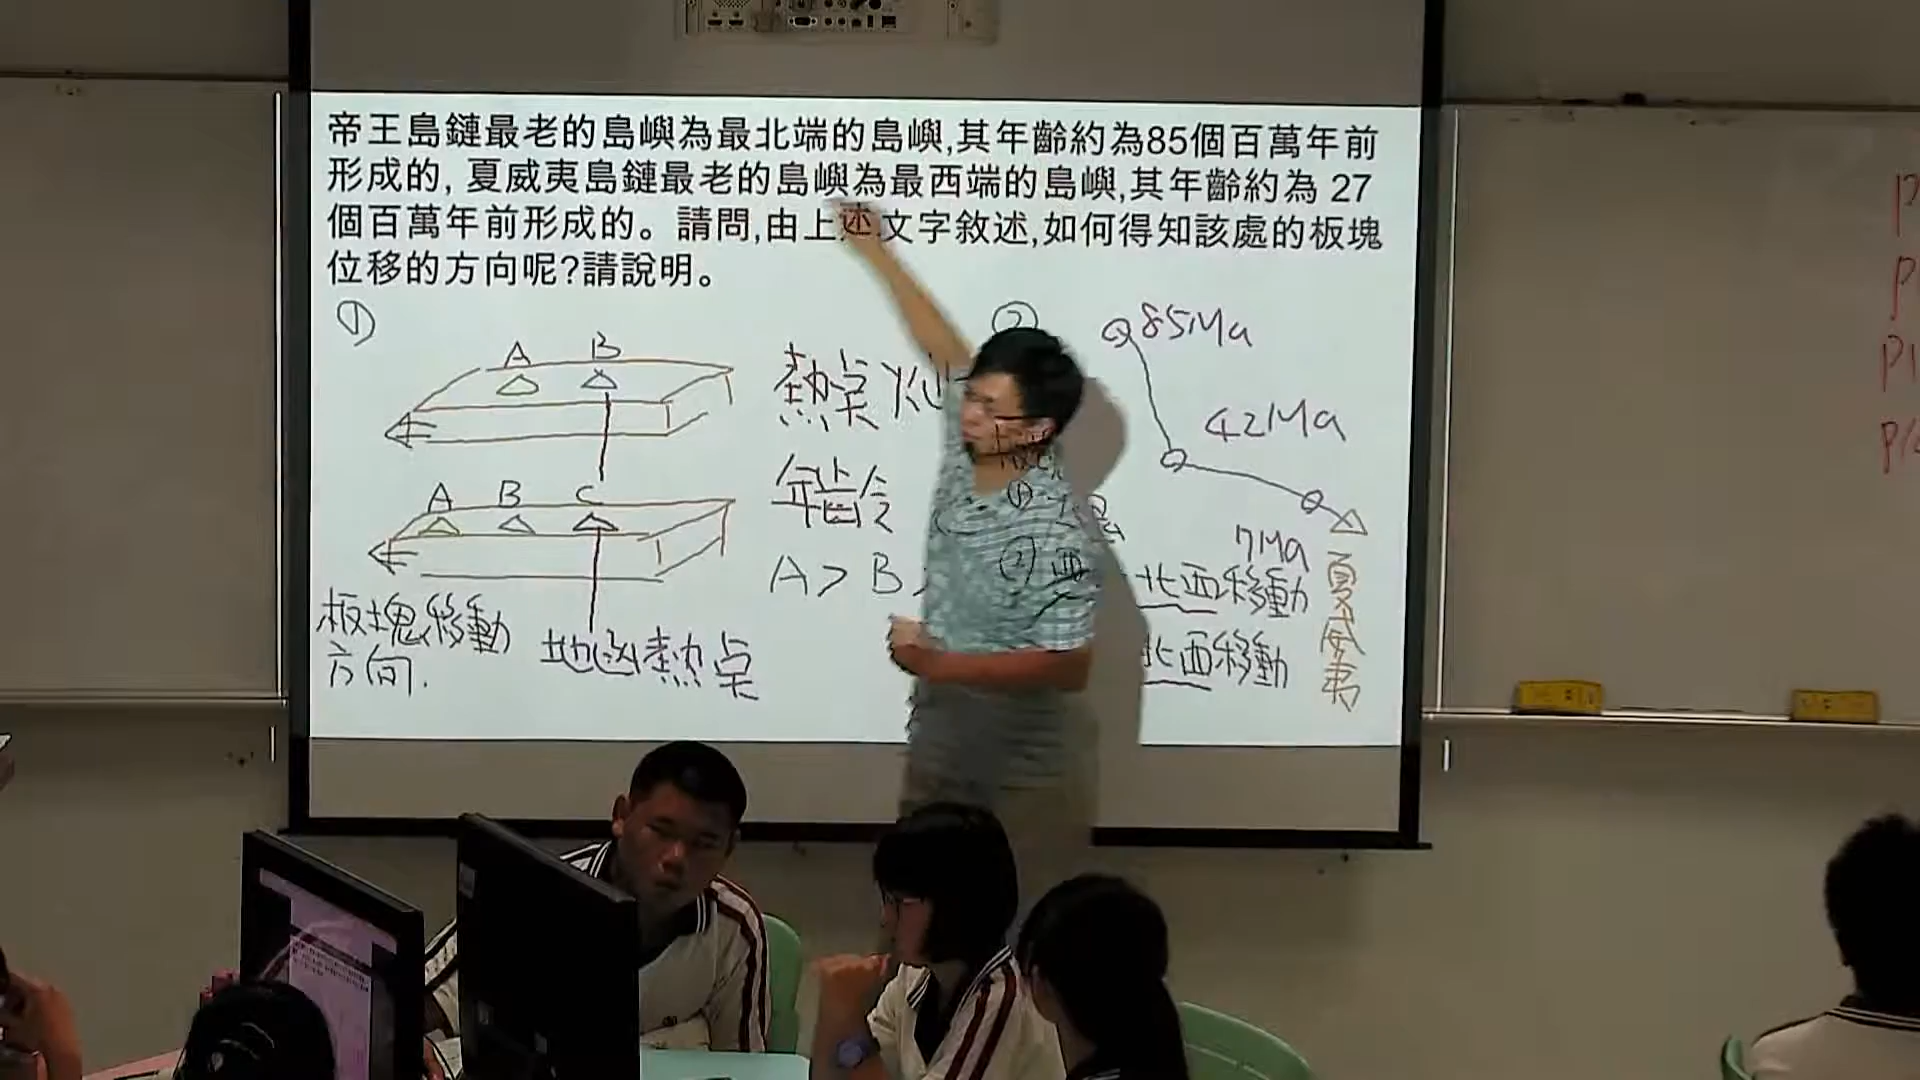 帝王島鏈最老的島嶼為最北端的島嶼,其年齡約為85個百萬年前
形成的, 夏威夷島鏈最老的島嶼為最西端的島嶼,其年齡約為 27
個百萬年前形成的。請問,由上述文字敘述,如何得知該處的板塊
位移的方向呢?請說明。
①
A B
A B C
板塊移動
方向.
地函熱點
熱點
年齡
A > B
②
85Ma
42Ma
7Ma
夏威夷
①
② 西
北西移動
北西移動